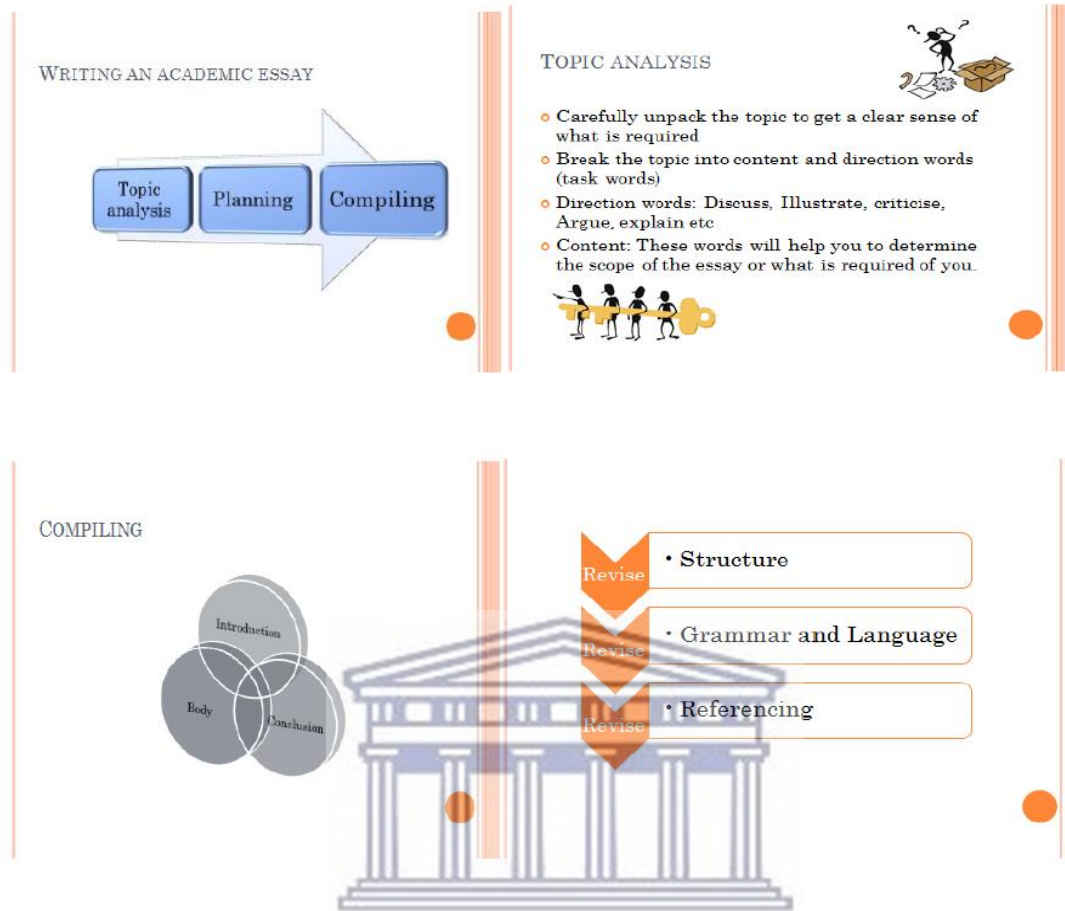 WRITING AN ACADEMIC ESSAY
Topic
analysis
Planning
Compiling
TOPIC ANALYSIS
Carefully unpack the topic to get a clear sense of
what is required
Break the topic into content and direction words
(task words)
Direction words: Discuss, Illustrate, criticise,
Argue, explain etc
Content: These words will help you to determine
the scope of the essay or what is required of you.
COMPILING
Introduction
Body
Conclusion
Revise
• Structure
Revise
• Grammar and Language
Revise
• Referencing